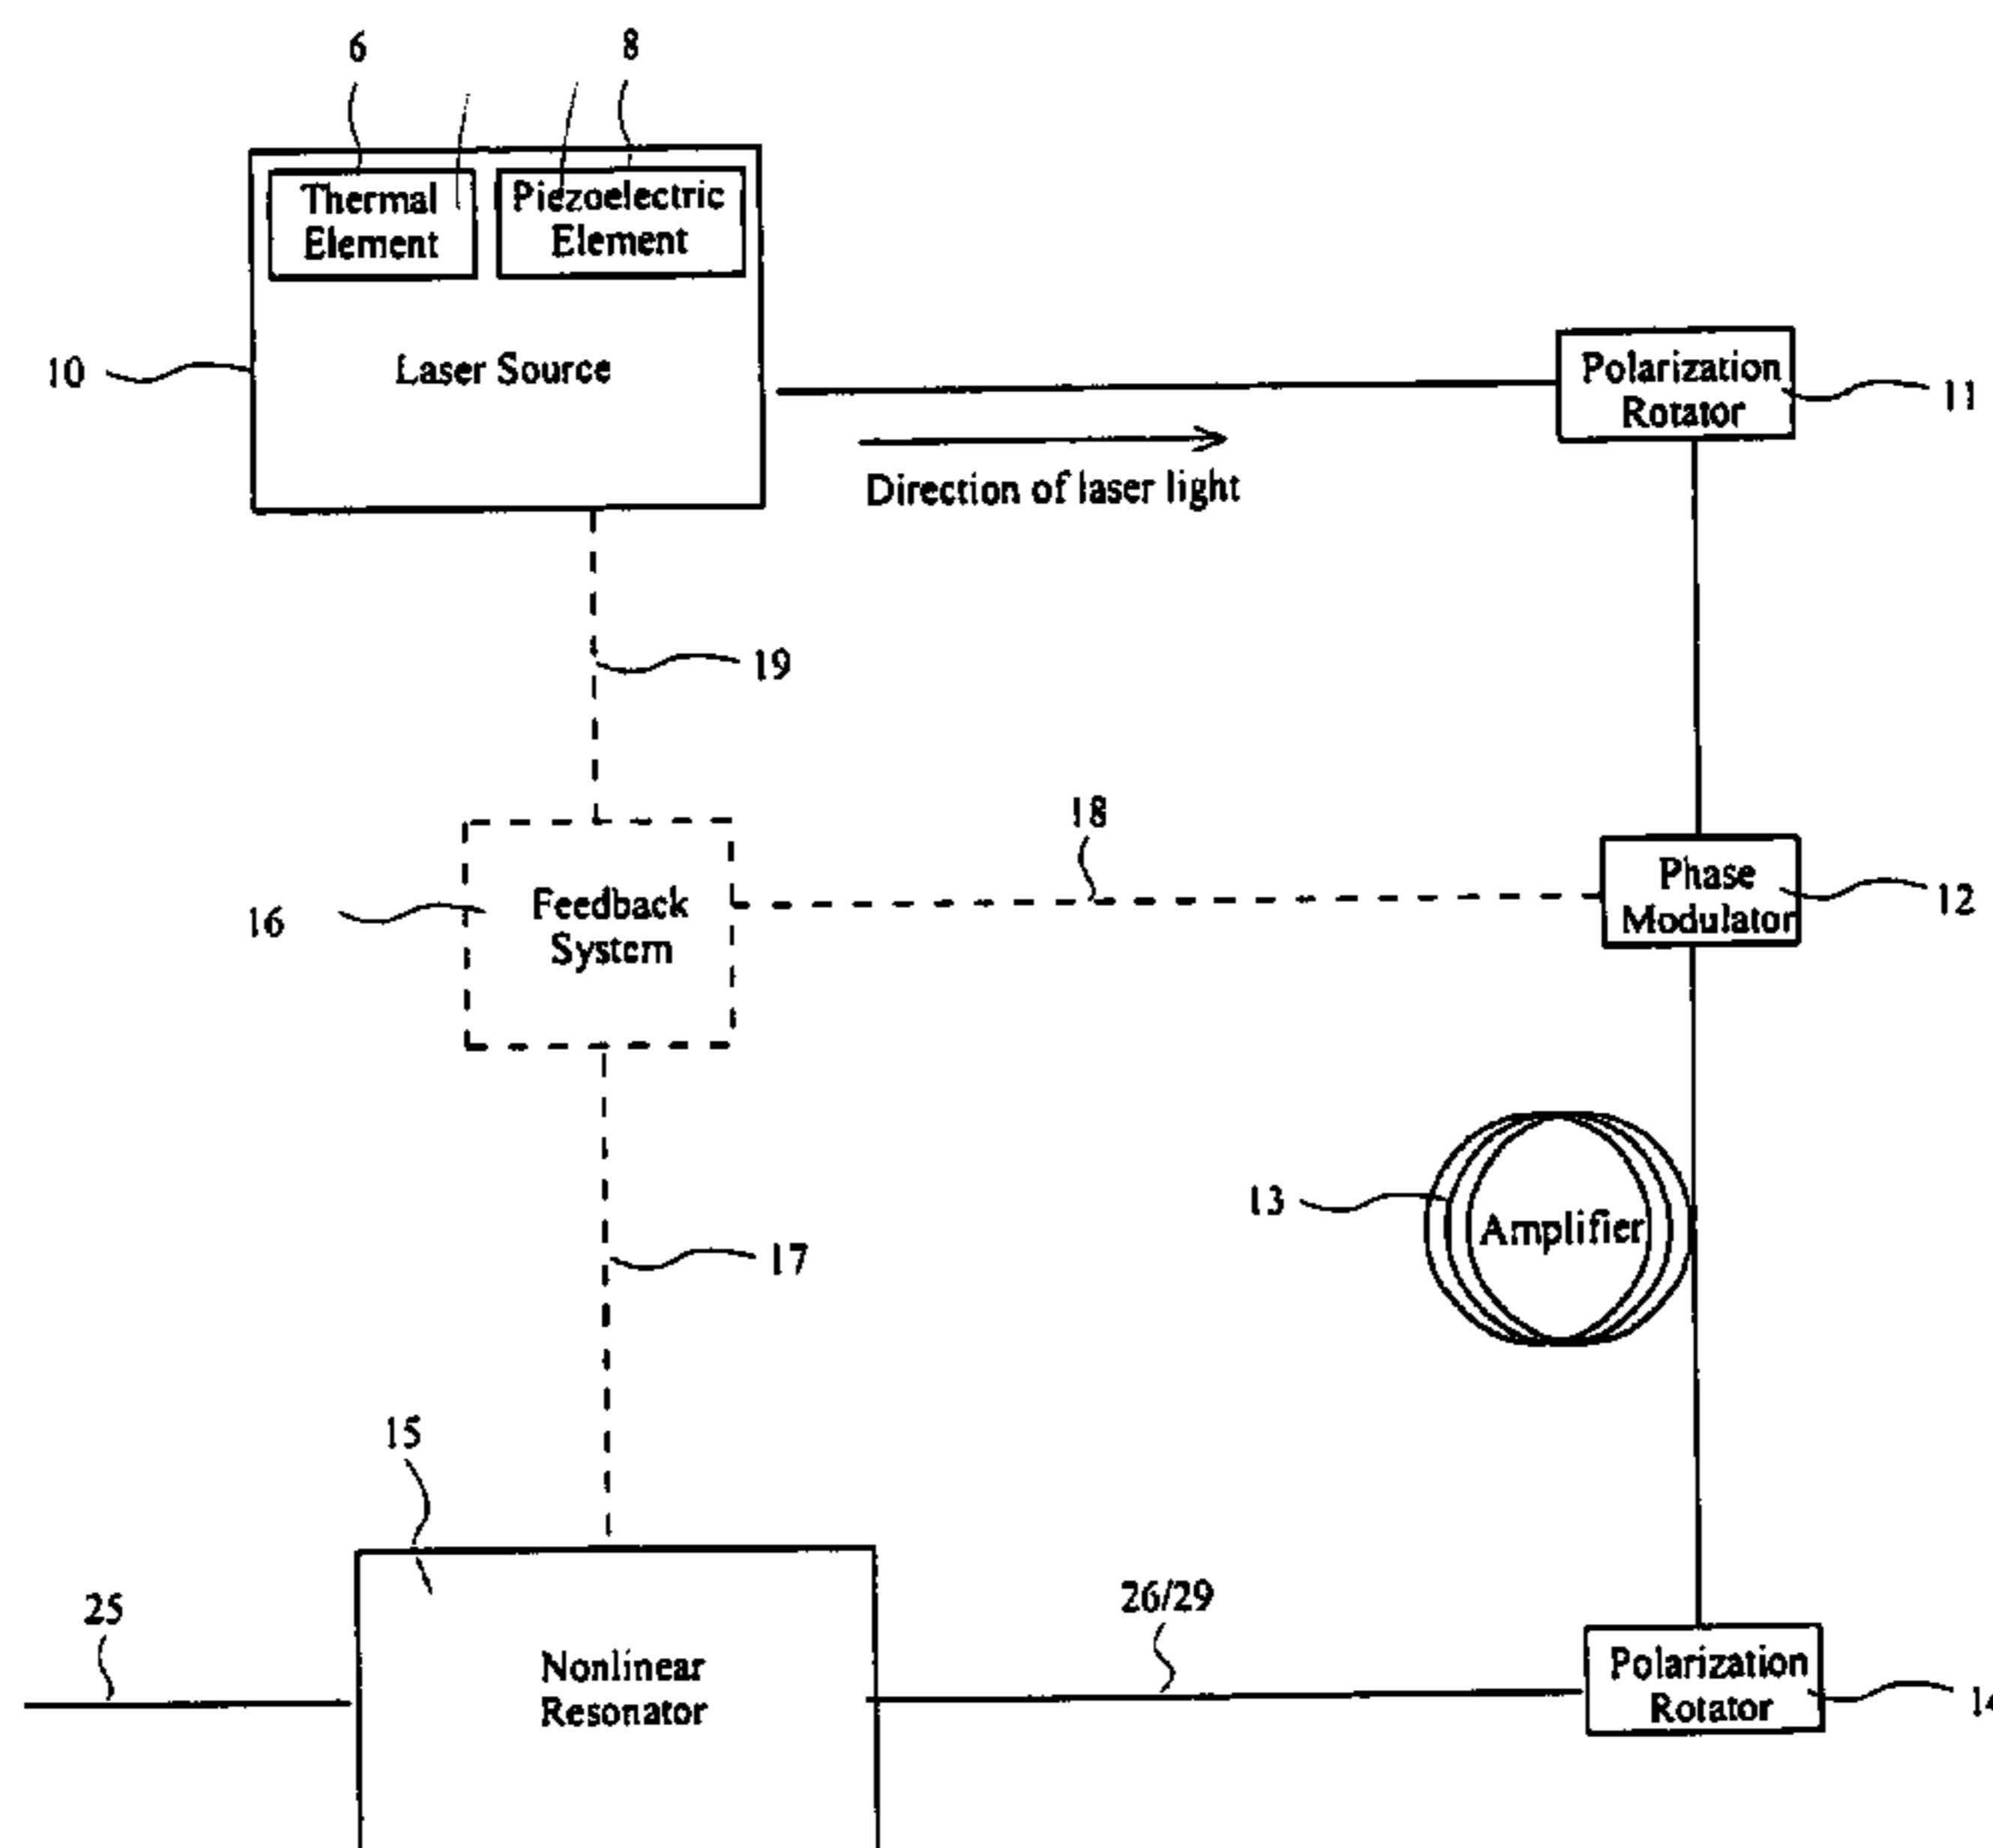 6
8
Thermal
Element
Piezoelectric
Element
10
Laser Source
Polarization
Rotator
11
Direction of laser light
19
18
16
Feedback
System
Phase
Modulator
12
13
Amplifier
17
15
25
26/29
Nonlinear
Resonator
Polarization
Rotator
14